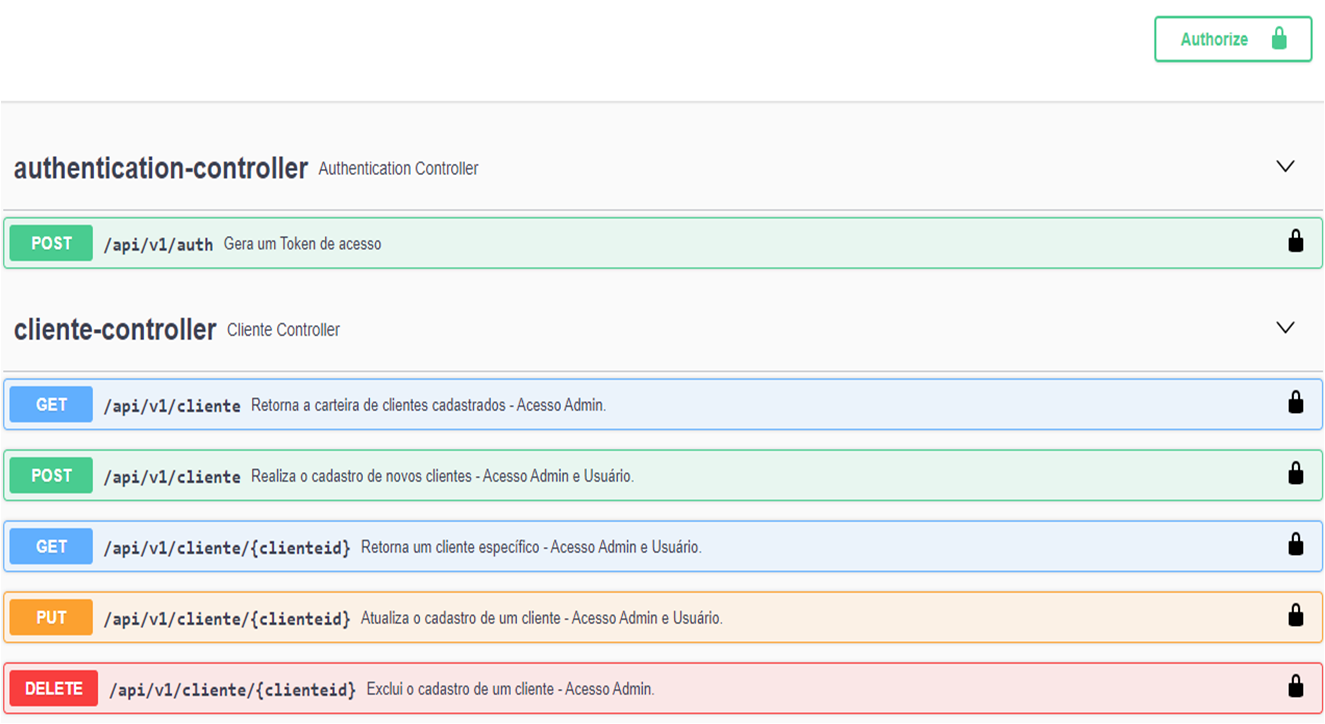 Authorize
authentication-controller Authentication Controller
POST /api/v1/auth Gera um Token de acesso
cliente-controller Cliente Controller
GET /api/v1/cliente Retorna a carteira de clientes cadastrados - Acesso Admin.
POST /api/v1/cliente Realiza o cadastro de novos clientes - Acesso Admin e Usuário.
GET /api/v1/cliente/{clienteid} Retorna um cliente específico - Acesso Admin e Usuário.
PUT /api/v1/cliente/{clienteid} Atualiza o cadastro de um cliente - Acesso Admin e Usuário.
DELETE /api/v1/cliente/{clienteid} Exclui o cadastro de um cliente - Acesso Admin.